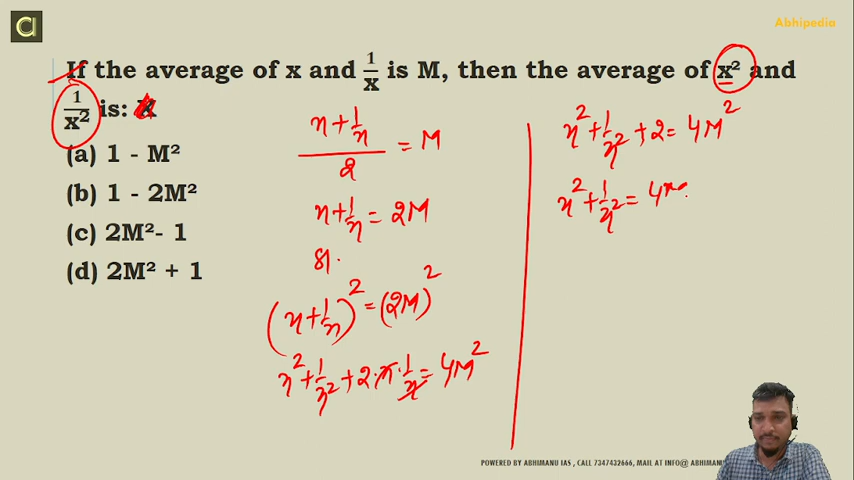 Abhipedia
If the average of x and 1/x is M, then the average of x² and
1/x² is:
(a) 1 - M²
(b) 1 - 2M²
(c) 2M²- 1
(d) 2M² + 1
(x + 1/x)/2 = M
x + 1/x = 2M
(x + 1/x)² = (2M)²
x² + 1/x² + 2·x·1/x = 4M²
x² + 1/x² + 2 = 4M²
x² + 1/x² = 4
POWERED BY ABHIMANU IAS , CALL 7347432666, MAIL AT INFO@ ABHIMANU